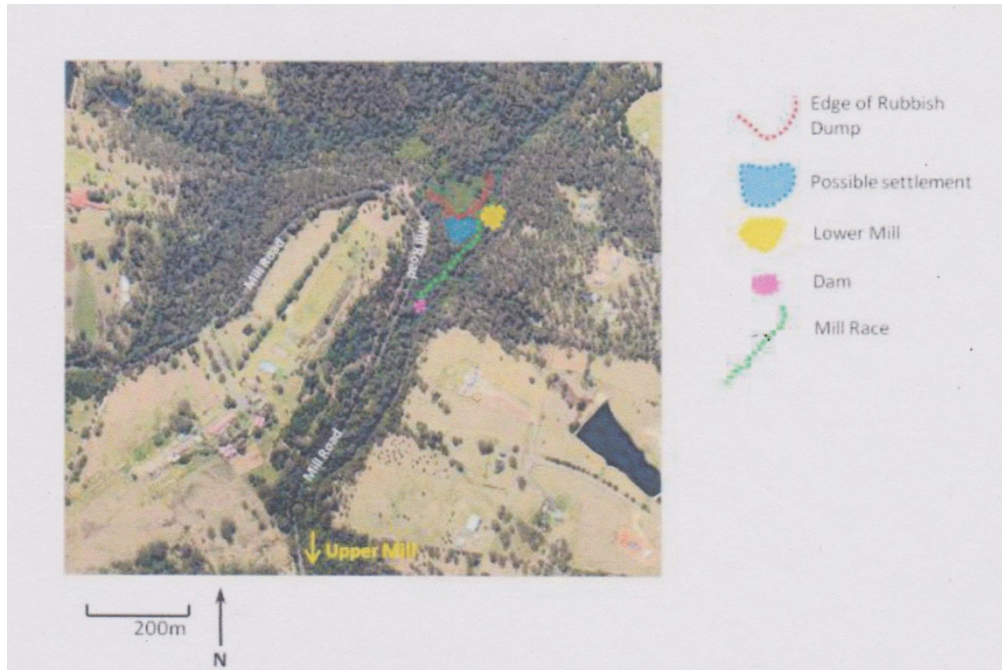 Edge of Rubbish
Dump
Possible settlement
Lower Mill
Dam
Mill Race
Mill Road
Mill Road
Mill Road
Upper Mill
200m
N